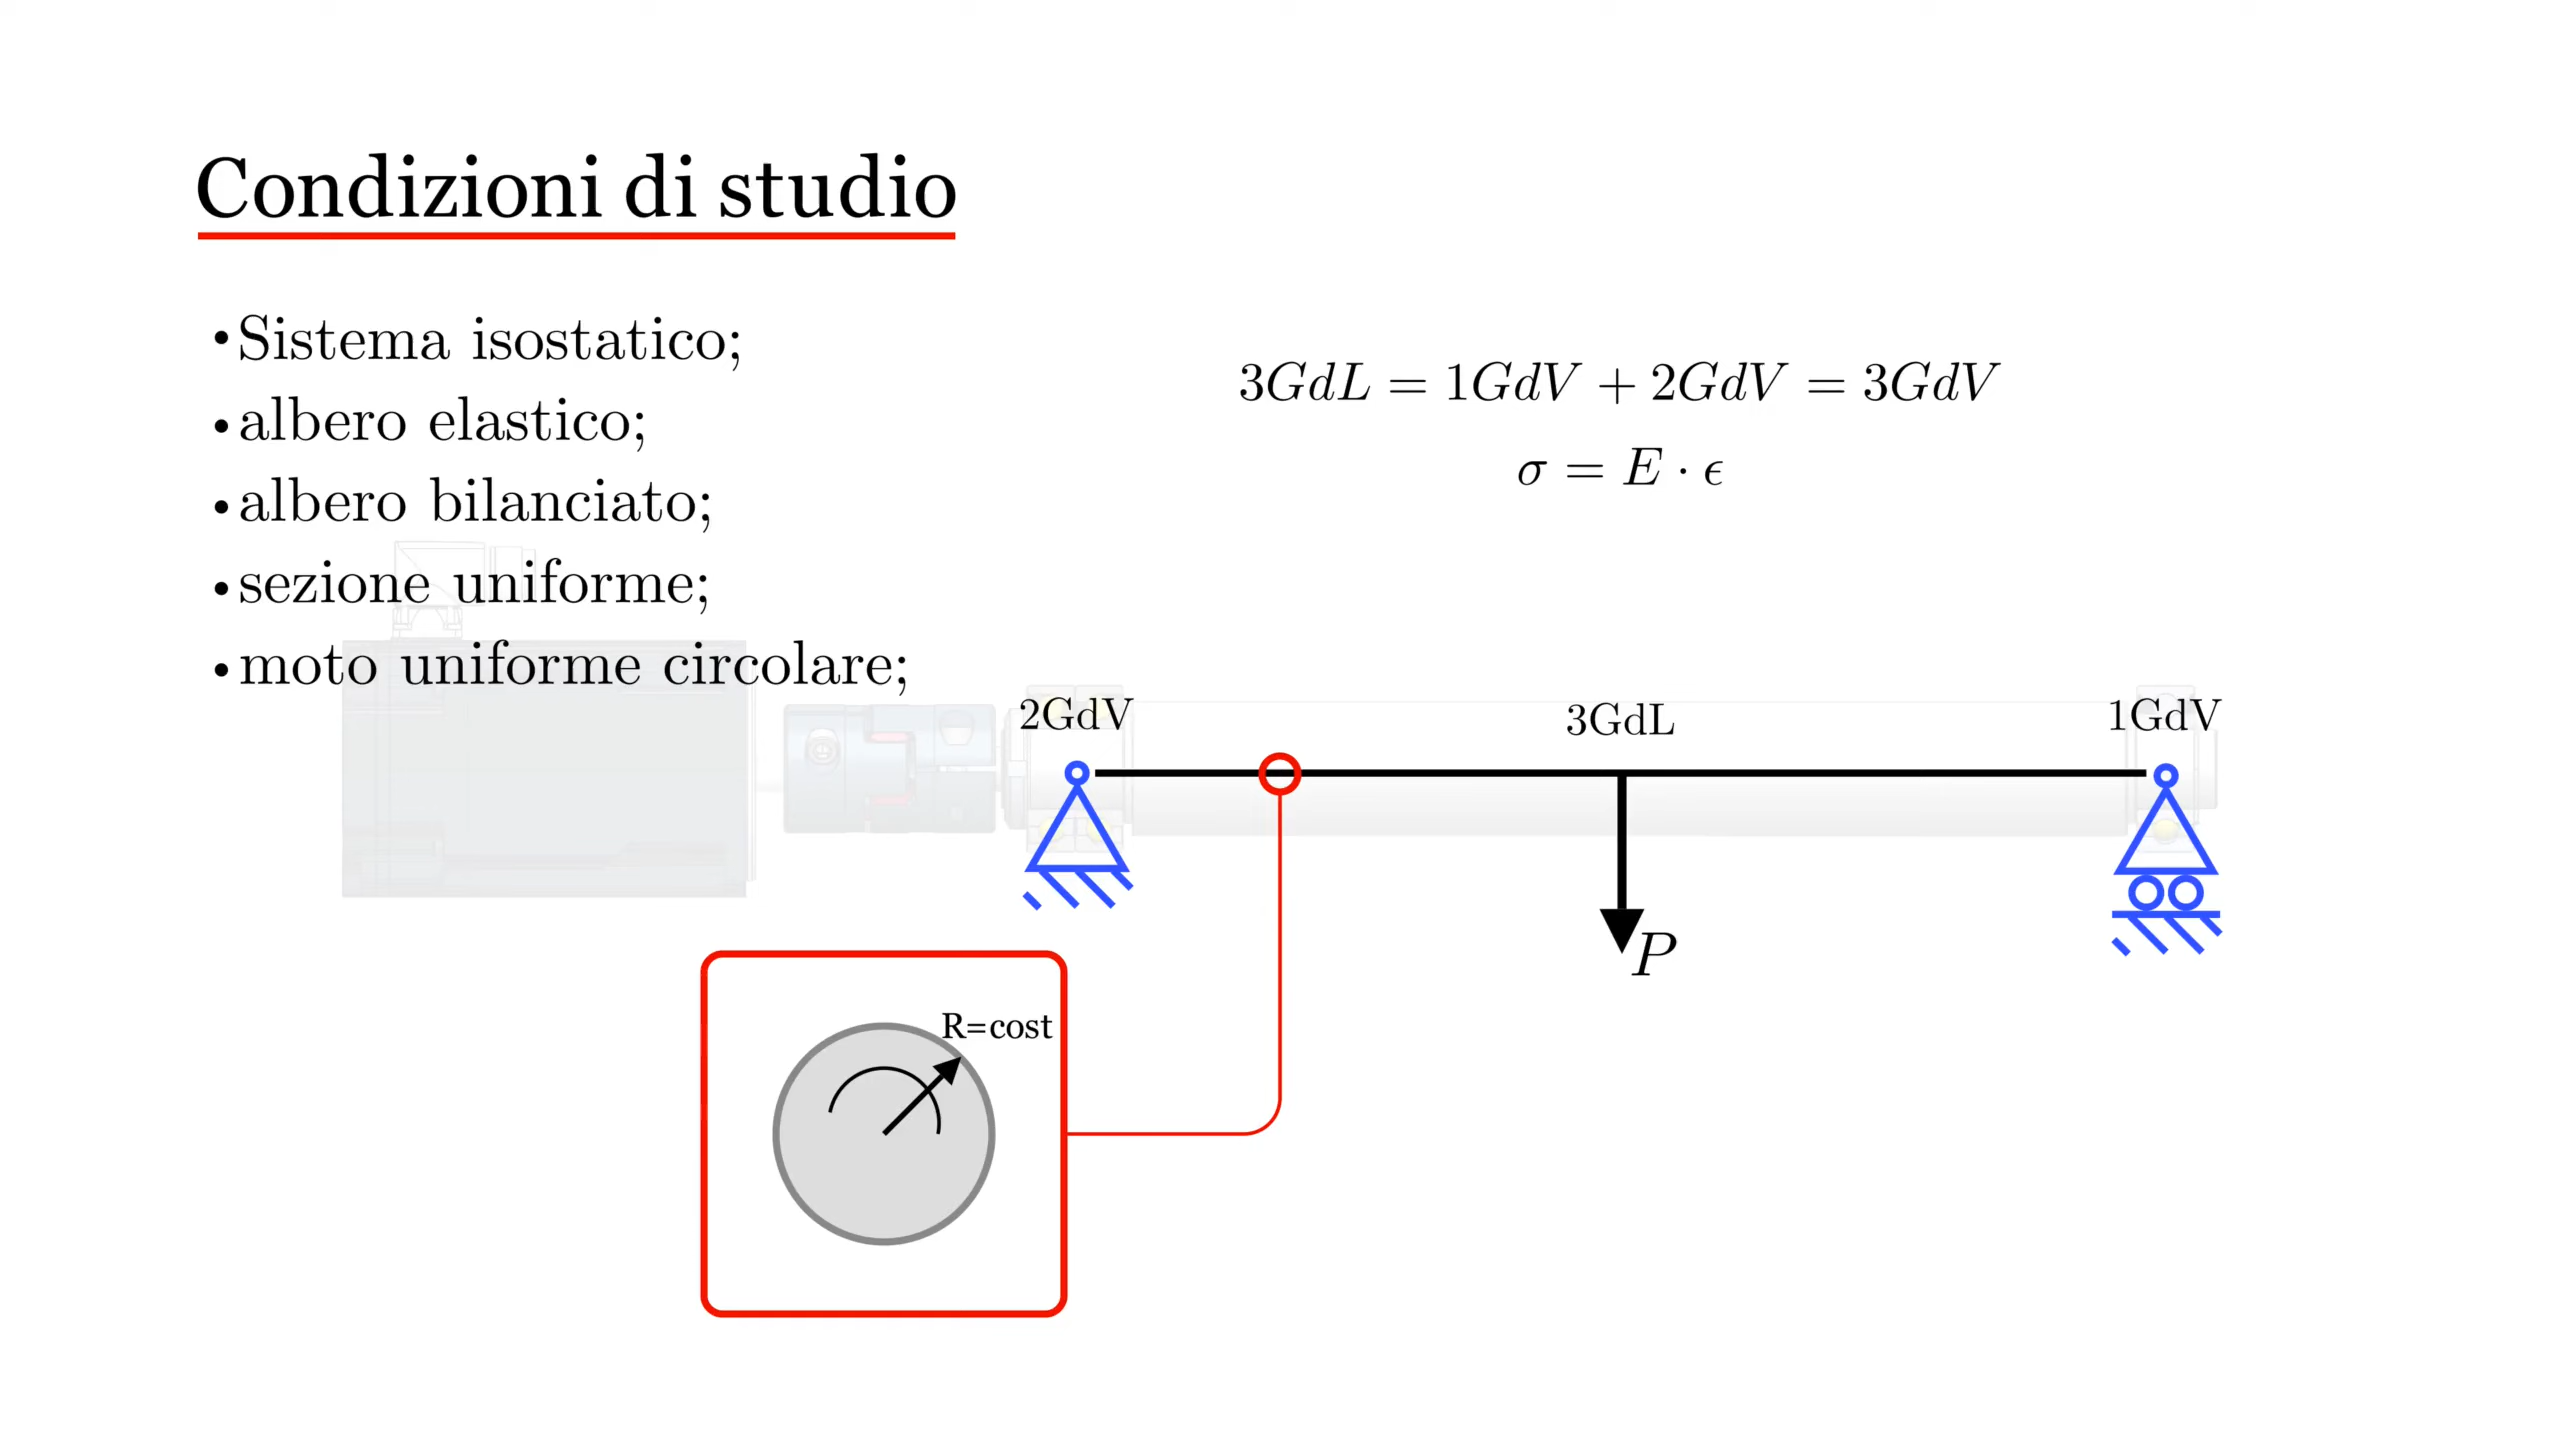 Condizioni di studio
• Sistema isostatico;
• albero elastico;
• albero bilanciato;
• sezione uniforme;
• moto uniforme circolare;
3GdL = 1GdV + 2GdV = 3GdV
σ = E · ϵ
2GdV
3GdL
1GdV
P
R=cost